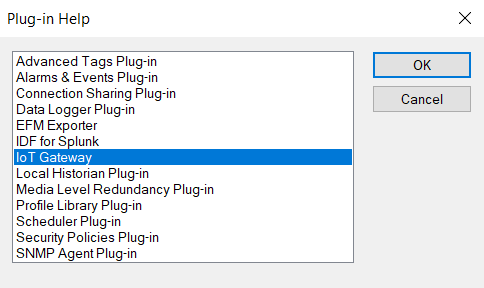 Plug-in Help
Advanced Tags Plug-in
Alarms & Events Plug-in
Connection Sharing Plug-in
Data Logger Plug-in
EFM Exporter
IDF for Splunk
IoT Gateway
Local Historian Plug-in
Media Level Redundancy Plug-in
Profile Library Plug-in
Scheduler Plug-in
Security Policies Plug-in
SNMP Agent Plug-in
OK
Cancel